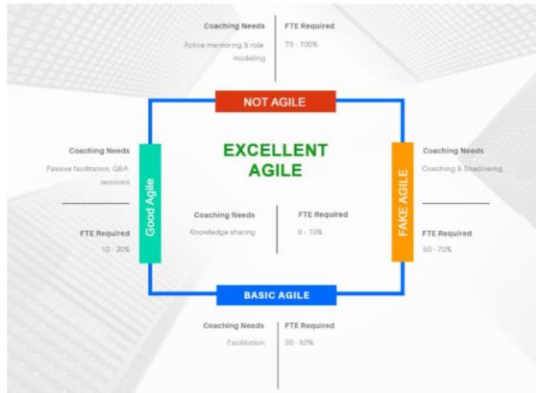 Coaching Needs
FTE Required
Active mentoring & role
modeling
70 - 100%
NOT AGILE
EXCELLENT
AGILE
Coaching Needs
Passive facilitation, Q&A
sessions
FTE Required
10 - 30%
Good Agile
Coaching Needs
Knowledge sharing
FTE Required
0 - 10%
FAKE AGILE
Coaching Needs
Coaching & Shadowing
FTE Required
50 - 70%
BASIC AGILE
Coaching Needs
Facilitation
FTE Required